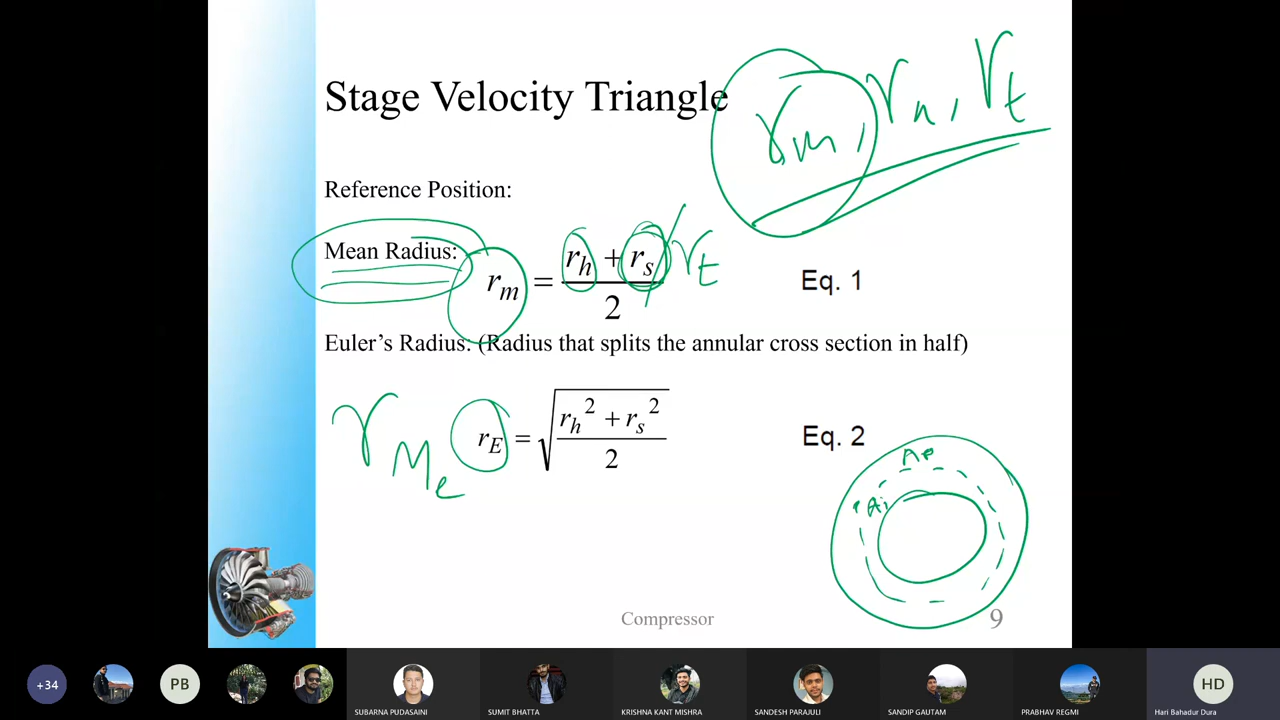 Stage Velocity Triangle
rm, rh, rt
Reference Position:
Mean Radius:
rm = (rh + rs) / 2
rt
Eq. 1
Euler's Radius: (Radius that splits the annular cross section in half)
rMe
rE = √((rh² + rs²) / 2)
Eq. 2
Ao
Ai
Compressor
9
+34
PB
SUBARNA PUDASAINI
SUMIT BHATTA
KRISHNA KANT MISHRA
SANDESH PARAJULI
SANDIP GAUTAM
PRABHAV REGMI
HD
Hari Bahadur Dura